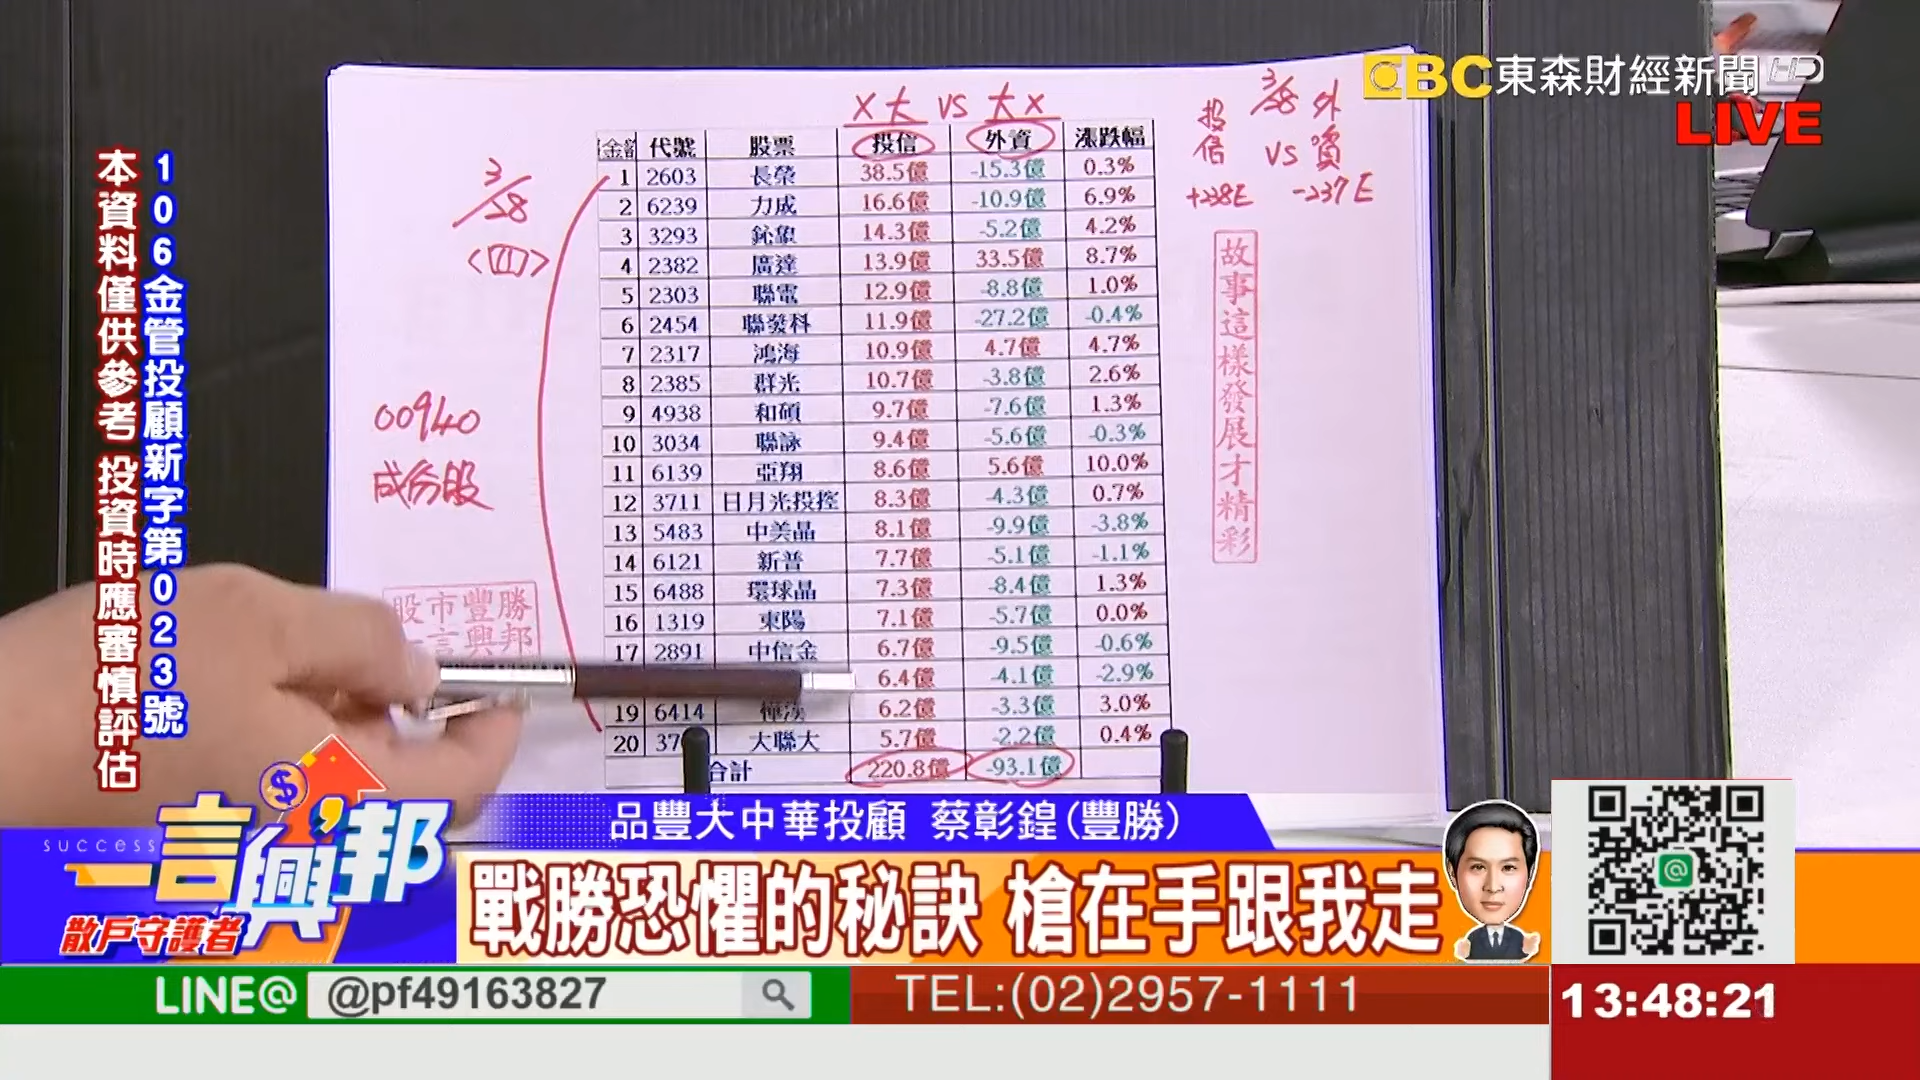 東森財經新聞 HD
LIVE
本資料僅供參考 投資時應審慎評估
106金管投顧新字第023號
3/28
<四>
00940
成份股
股市豐勝
一言興邦
X大 VS 大X
金額 代號 股票 投信 外資 漲跌幅
1 2603 長榮 38.5億 -15.3億 0.3%
2 6239 力成 16.6億 -10.9億 6.9%
3 3293 鈊象 14.3億 -5.2億 4.2%
4 2382 廣達 13.9億 33.5億 8.7%
5 2303 聯電 12.9億 -8.8億 1.0%
6 2454 聯發科 11.9億 -27.2億 -0.4%
7 2317 鴻海 10.9億 4.7億 4.7%
8 2385 群光 10.7億 -3.8億 2.6%
9 4938 和碩 9.7億 -7.6億 1.3%
10 3034 聯詠 9.4億 -5.6億 -0.3%
11 6139 亞翔 8.6億 5.6億 10.0%
12 3711 日月光投控 8.3億 -4.3億 0.7%
13 5483 中美晶 8.1億 -9.9億 -3.8%
14 6121 新普 7.7億 -5.1億 -1.1%
15 6488 環球晶 7.3億 -8.4億 1.3%
16 1319 東陽 7.1億 -5.7億 0.0%
17 2891 中信金 6.7億 -9.5億 -0.6%
6.4億 -4.1億 -2.9%
19 6414 樺漢 6.2億 -3.3億 3.0%
20 37 大聯大 5.7億 -2.2億 0.4%
合計 220.8億 -93.1億
3/28
投信 VS 外資
+238E -237E
故事這樣發展才精彩
success
一言興邦
散戶守護者
品豐大中華投顧 蔡彰鍠(豐勝)
戰勝恐懼的秘訣 槍在手跟我走
LINE@ @pf49163827
TEL:(02)2957-1111
13:48:21